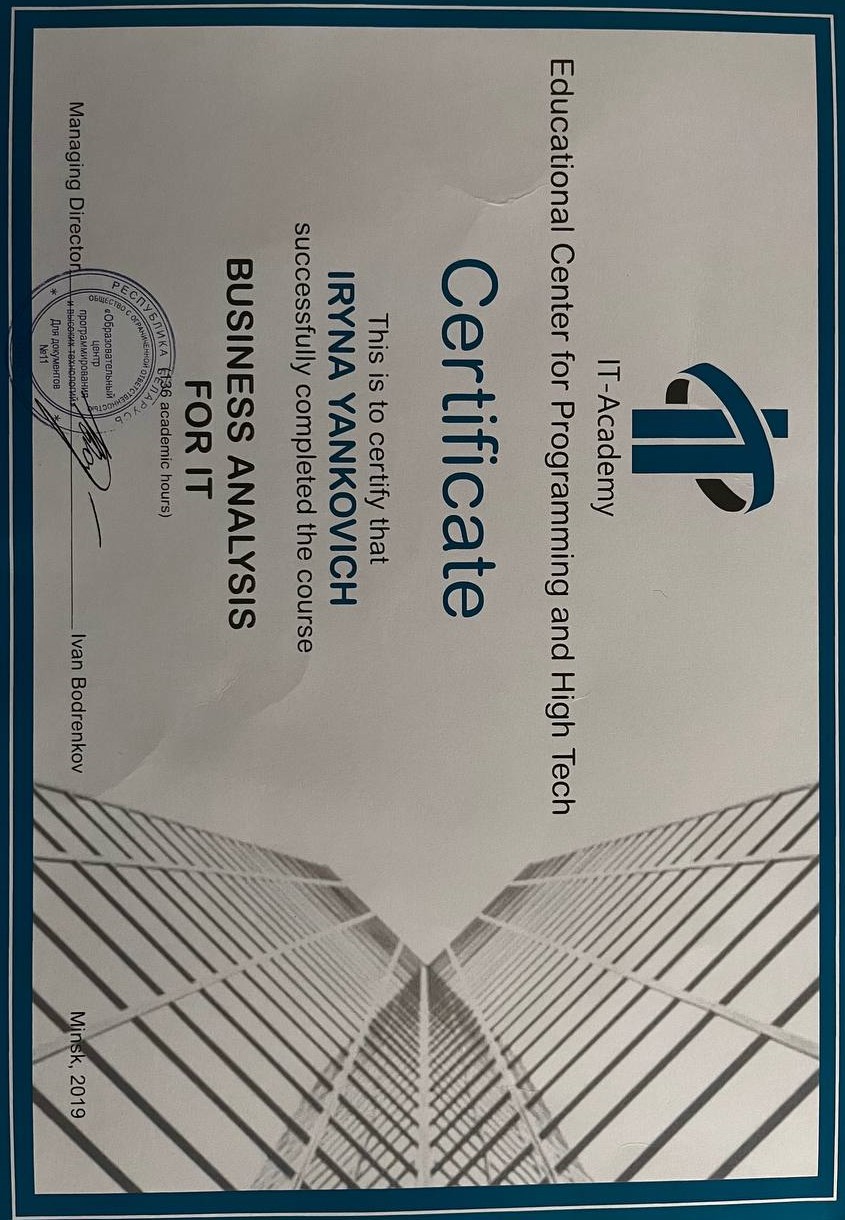 IT-Academy
Educational Center for Programming and High Tech
Certificate
This is to certify that
IRYNA YANKOVICH
successfully completed the course
BUSINESS ANALYSIS
FOR IT
(136 academic hours)
Managing Director
Ivan Bodrenkov
Minsk, 2019
РЕСПУБЛИКА БЕЛАРУСЬ
ОБЩЕСТВО С ОГРАНИЧЕННОЙ ОТВЕТСТВЕННОСТЬЮ
«Образовательный
центр
программирования
и высоких технологий»
Для документов
№11